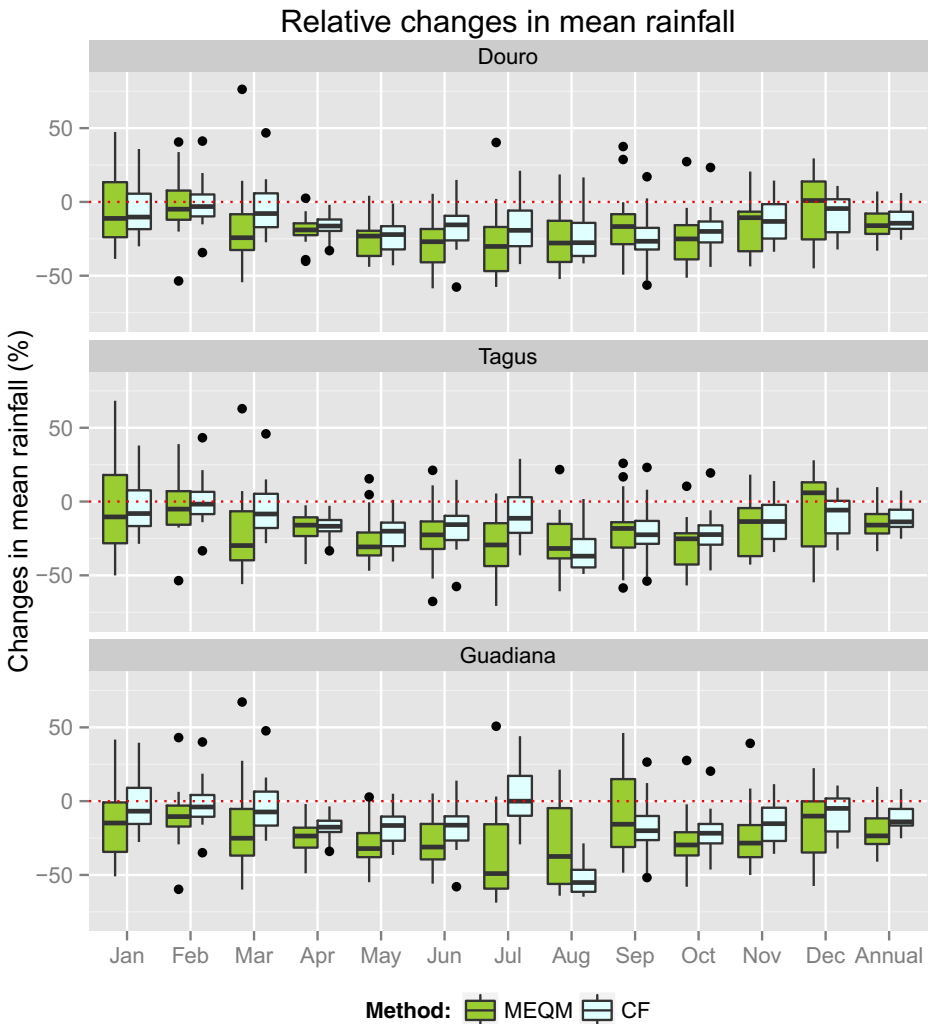 Relative changes in mean rainfall
Douro
50
0
−50
Tagus
50
0
−50
Guadiana
50
0
−50
Changes in mean rainfall (%)
Jan Feb Mar Apr May Jun Jul Aug Sep Oct Nov Dec Annual
Method: MEQM CF